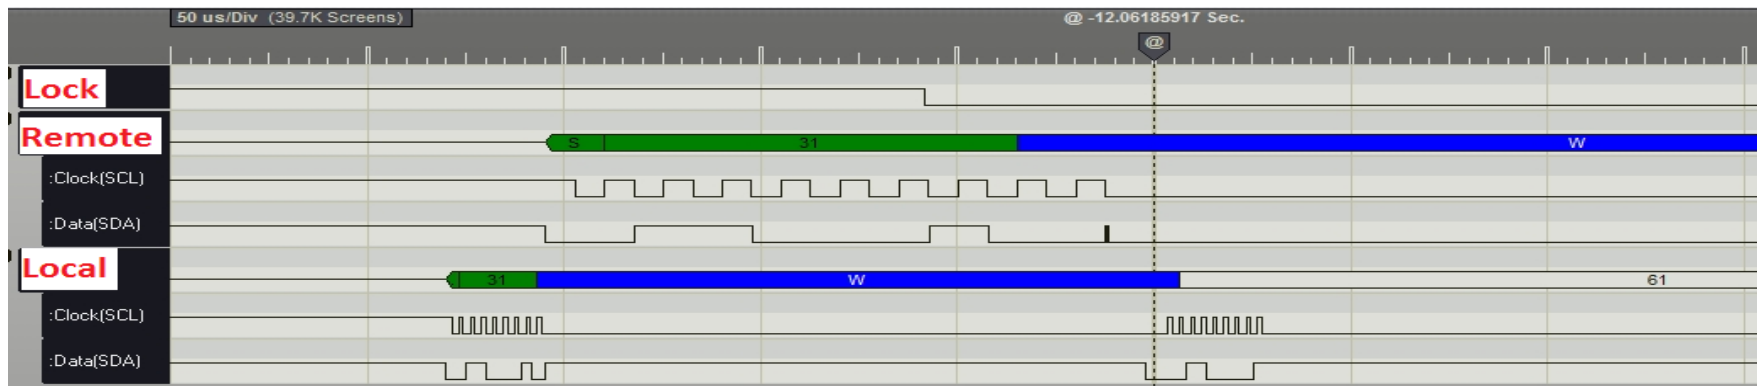 50 us/Div (39.7K Screens)
@ -12.06185917 Sec.
@
Lock
Remote
S 31 W
:Clock(SCL)
:Data(SDA)
Local
31 W 61
:Clock(SCL)
:Data(SDA)